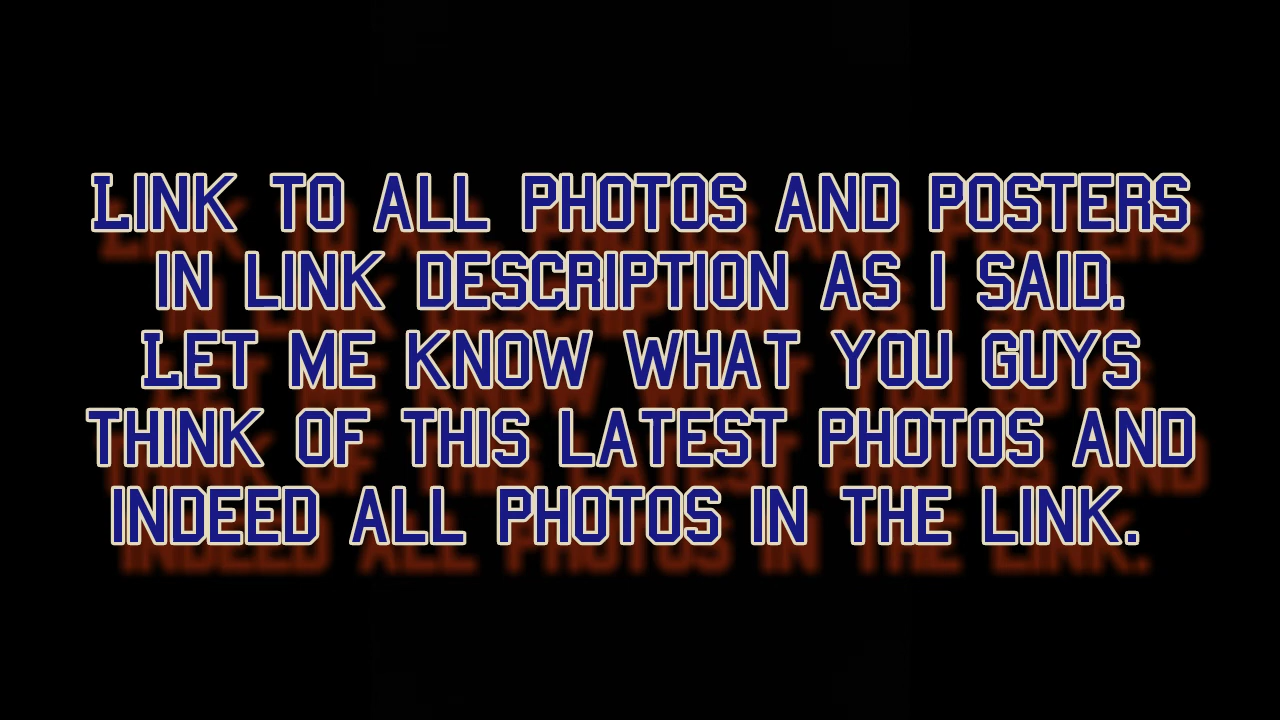 LINK TO ALL PHOTOS AND POSTERS
IN LINK DESCRIPTION AS I SAID.
LET ME KNOW WHAT YOU GUYS
THINK OF THIS LATEST PHOTOS AND
INDEED ALL PHOTOS IN THE LINK.